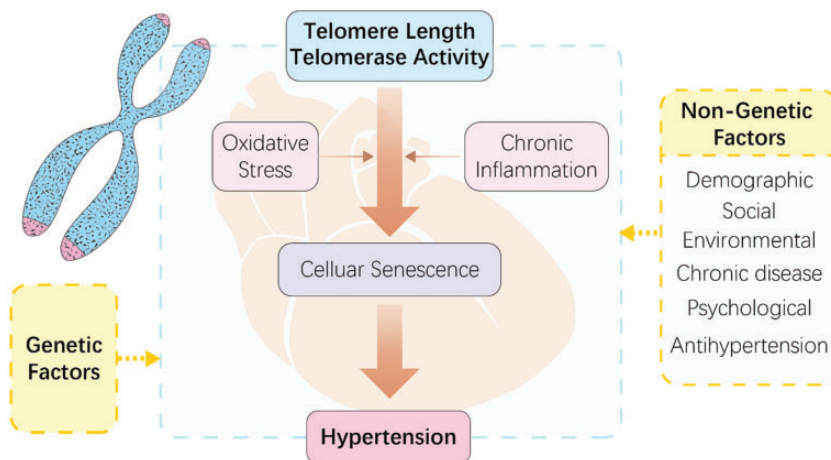 Telomere Length
Telomerase Activity
Oxidative
Stress
Chronic
Inflammation
Celluar Senescence
Hypertension
Genetic
Factors
Non-Genetic
Factors
Demographic
Social
Environmental
Chronic disease
Psychological
Antihypertension